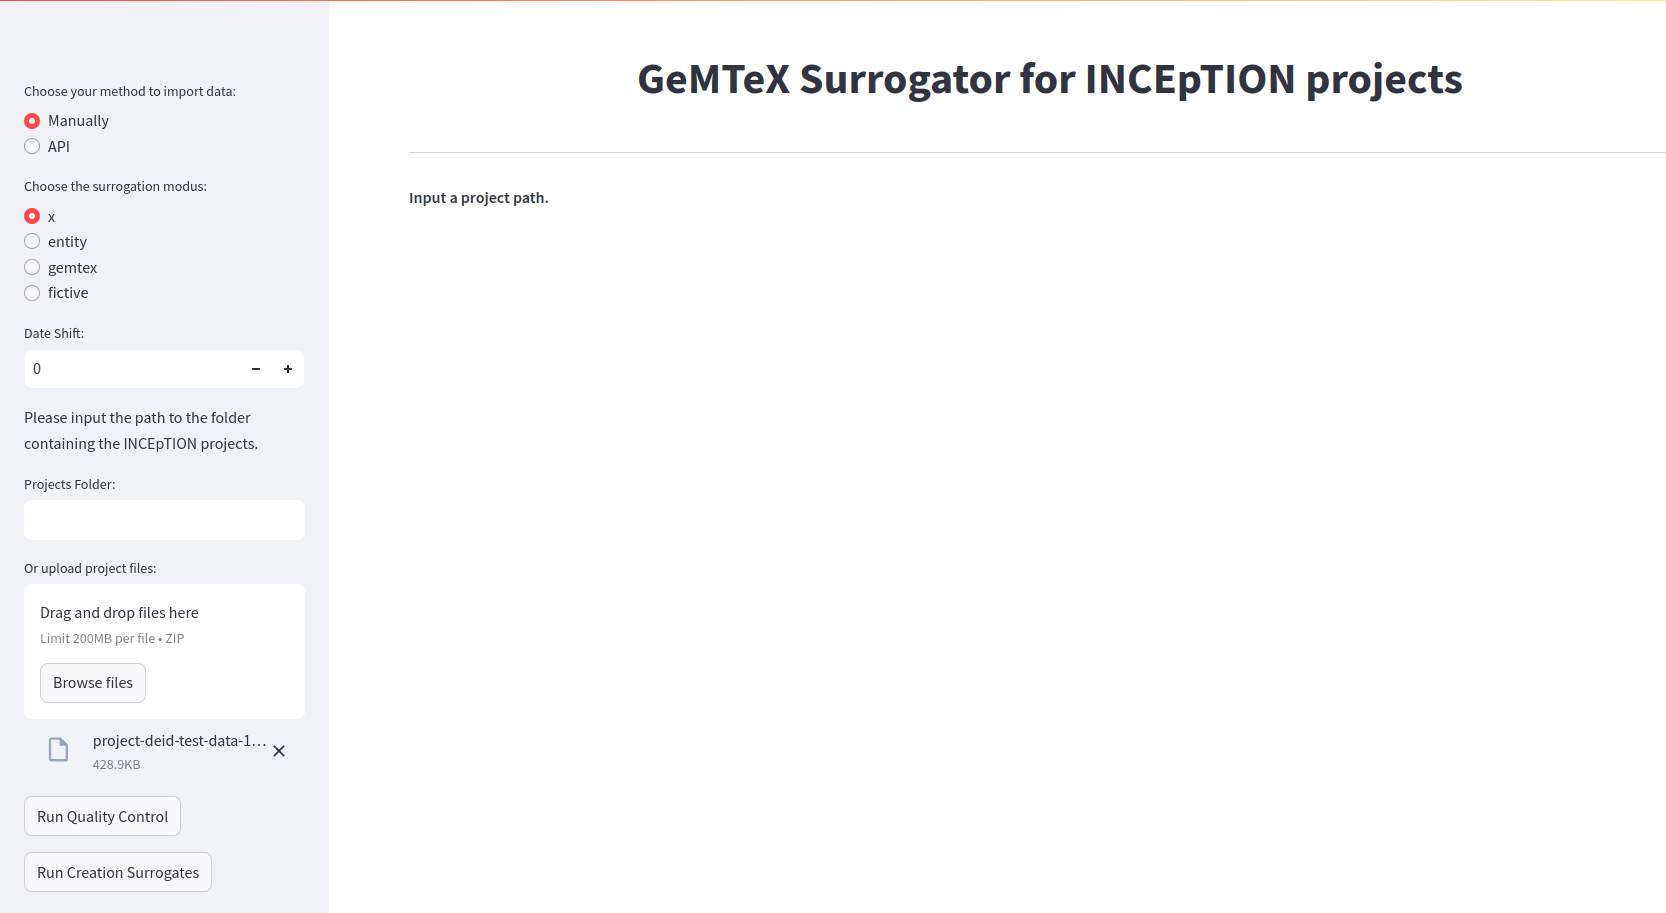 Choose your method to import data:
Manually
API
Choose the surrogation modus:
x
entity
gemtex
fictive
Date Shift:
0
Please input the path to the folder
containing the INCEpTION projects.
Projects Folder:
Or upload project files:
Drag and drop files here
Limit 200MB per file • ZIP
Browse files
project-deid-test-data-1…
428.9KB
Run Quality Control
Run Creation Surrogates
GeMTeX Surrogator for INCEpTION projects
Input a project path.